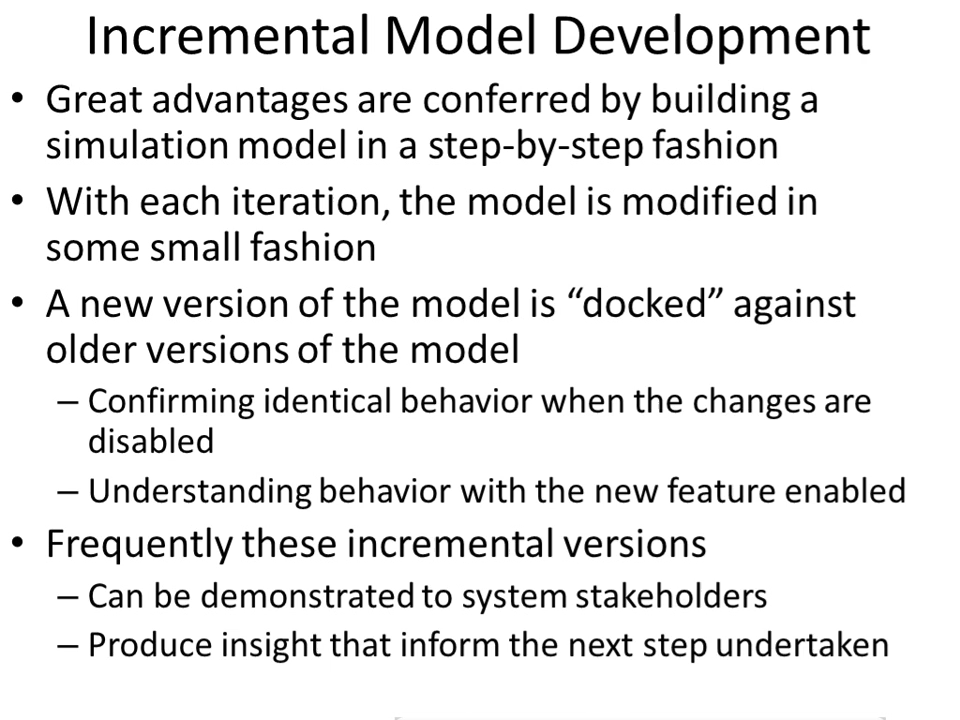 Incremental Model Development
• Great advantages are conferred by building a
simulation model in a step-by-step fashion
• With each iteration, the model is modified in
some small fashion
• A new version of the model is “docked” against
older versions of the model
– Confirming identical behavior when the changes are
disabled
– Understanding behavior with the new feature enabled
• Frequently these incremental versions
– Can be demonstrated to system stakeholders
– Produce insight that inform the next step undertaken